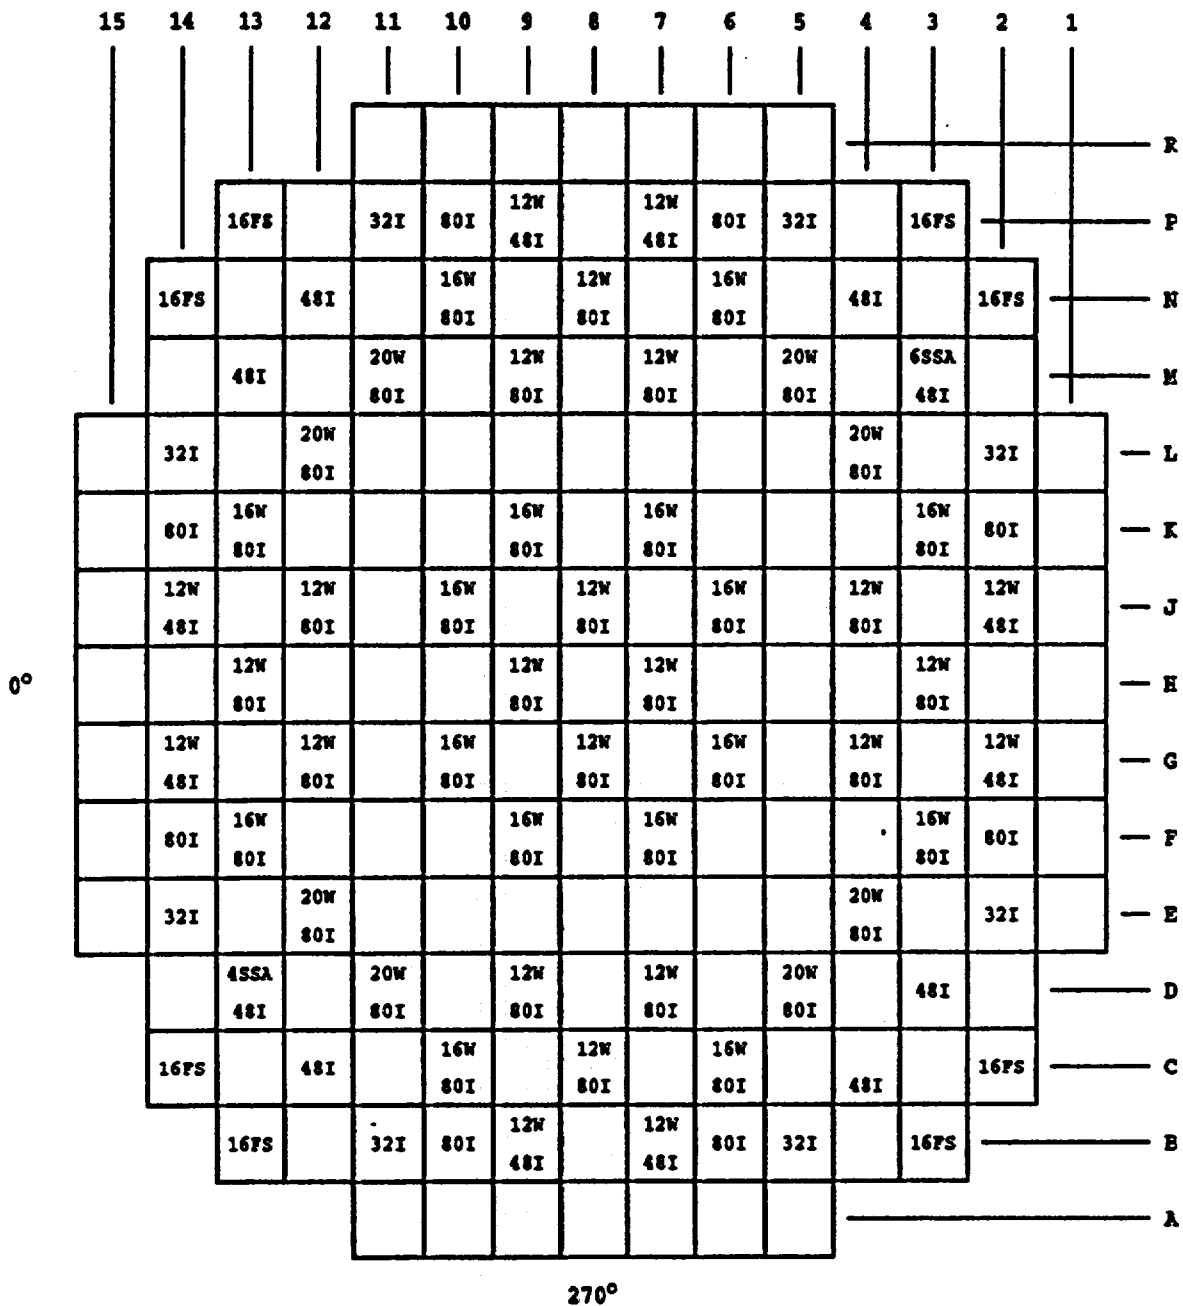 15 14 13 12 11 10 9 8 7 6 5 4 3 2 1
R
16FS 32I 80I 12W 12W 80I 32I 16FS P
48I 48I
16FS 48I 16W 12W 16W 48I 16FS N
80I 80I 80I
48I 20W 12W 12W 20W 6SSA M
80I 80I 80I 80I 48I
32I 20W 20W 32I L
80I 80I
80I 16W 16W 16W 16W 80I K
80I 80I 80I 80I
12W 12W 16W 12W 16W 12W 12W J
48I 80I 80I 80I 80I 80I 48I
0° 12W 12W 12W 12W H
80I 80I 80I 80I
12W 12W 16W 12W 16W 12W 12W G
48I 80I 80I 80I 80I 80I 48I
80I 16W 16W 16W 16W 80I F
80I 80I 80I 80I
32I 20W 20W 32I E
80I 80I
4SSA 20W 12W 12W 20W 48I D
48I 80I 80I 80I 80I
16FS 48I 16W 12W 16W 16FS C
80I 80I 80I 48I
16FS 32I 80I 12W 12W 80I 32I 16FS B
48I 48I
A
270°